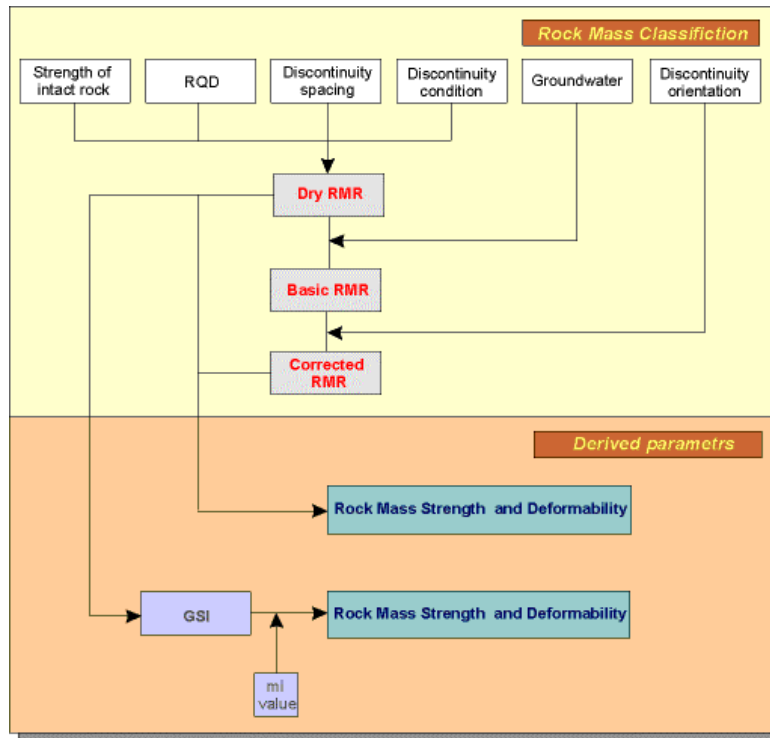 Rock Mass Classifiction
Strength of
intact rock
RQD
Discontinuity
spacing
Discontinuity
condition
Groundwater
Discontinuity
orientation
Dry RMR
Basic RMR
Corrected
RMR
Derived parametrs
Rock Mass Strength and Deformability
GSI
Rock Mass Strength and Deformability
mI
value